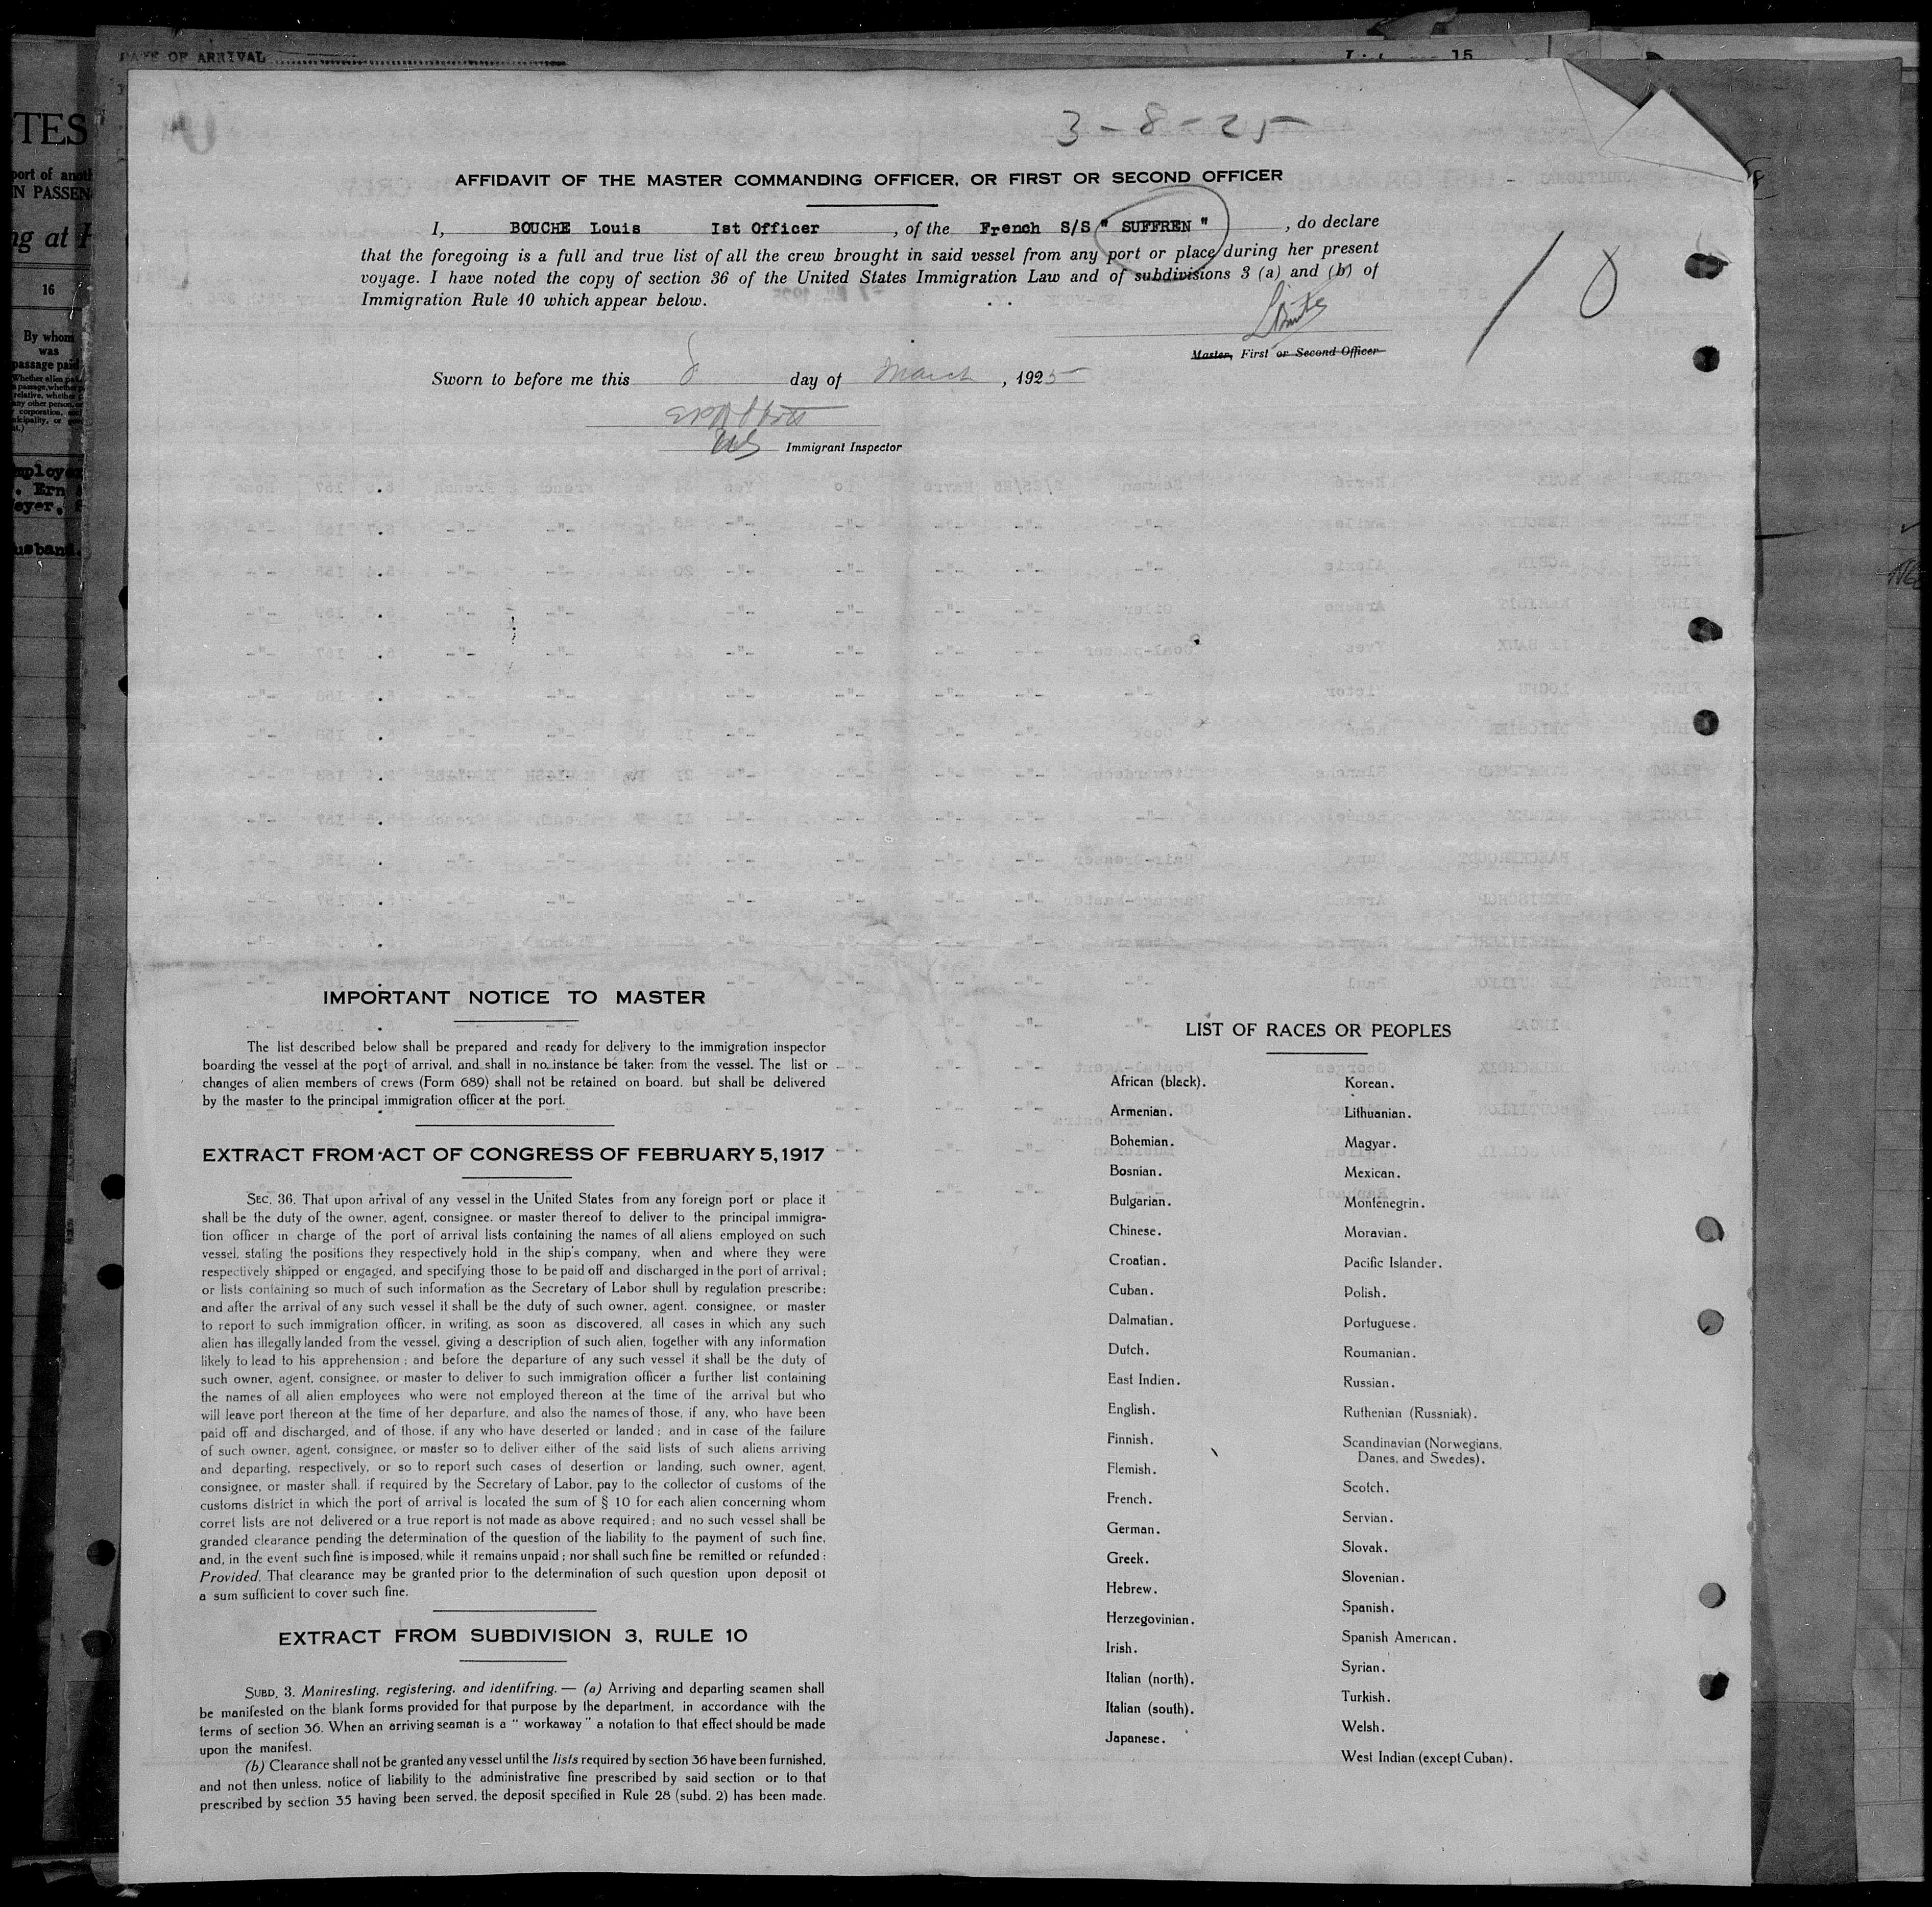 DATE OF ARRIVAL
15
3-8-25
AFFIDAVIT OF THE MASTER COMMANDING OFFICER, OR FIRST OR SECOND OFFICER
I, BOUCHE Louis Ist Officer, of the French S/S " SUFFREN ", do declare
that the foregoing is a full and true list of all the crew brought in said vessel from any port or place during her present
voyage. I have noted the copy of section 36 of the United States Immigration Law and of subdivisions 3 (a) and (b) of
Immigration Rule 10 which appear below.
Master, First or Second Officer
Sworn to before me this 8 day of March, 1925
Immigrant Inspector
IMPORTANT NOTICE TO MASTER
The list described below shall be prepared and ready for delivery to the immigration inspector
boarding the vessel at the port of arrival, and shall in no instance be taken from the vessel. The list or
changes of alien members of crews (Form 689) shall not be retained on board, but shall be delivered
by the master to the principal immigration officer at the port.
EXTRACT FROM ACT OF CONGRESS OF FEBRUARY 5, 1917
SEC. 36. That upon arrival of any vessel in the United States from any foreign port or place it
shall be the duty of the owner, agent, consignee, or master thereof to deliver to the principal immigra-
tion officer in charge of the port of arrival lists containing the names of all aliens employed on such
vessel, stating the positions they respectively hold in the ship's company, when and where they were
respectively shipped or engaged, and specifying those to be paid off and discharged in the port of arrival;
or lists containing so much of such information as the Secretary of Labor shull by regulation prescribe;
and after the arrival of any such vessel it shall be the duty of such owner, agent, consignee, or master
to report to such immigration officer, in writing, as soon as discovered, all cases in which any such
alien has illegally landed from the vessel, giving a description of such alien, together with any information
likely to lead to his apprehension; and before the departure of any such vessel it shall be the duty of
such owner, agent, consignee, or master to deliver to such immigration officer a further list containing
the names of all alien employees who were not employed thereon at the time of the arrival but who
will leave port thereon at the time of her departure, and also the names of those, if any, who have been
paid off and discharged, and of those, if any who have deserted or landed; and in case of the failure
of such owner, agent, consignee, or master so to deliver either of the said lists of such aliens arriving
and departing, respectively, or so to report such cases of desertion or landing, such owner, agent,
consignee, or master shall, if required by the Secretary of Labor, pay to the collector of customs of the
customs district in which the port of arrival is located the sum of § 10 for each alien concerning whom
corret lists are not delivered or a true report is not made as above required; and no such vessel shall be
granded clearance pending the determination of the question of the liability to the payment of such fine,
and, in the event such fine is imposed, while it remains unpaid; nor shall such fine be remitted or refunded:
Provided, That clearance may be granted prior to the determination of such question upon deposit of
a sum sufficient to cover such fine.
EXTRACT FROM SUBDIVISION 3, RULE 10
SUBD. 3. Maniresting, registering, and identifring. — (a) Arriving and departing seamen shall
be manifested on the blank forms provided for that purpose by the department, in accordance with the
terms of section 36. When an arriving seaman is a " workaway " a notation to that effect should be made
upon the manifest.
(b) Clearance shall not be granted any vessel until the lists required by section 36 have been furnished,
and not then unless, notice of liability to the administrative fine prescribed by said section or to that
prescribed by section 35 having been served, the deposit specified in Rule 28 (subd. 2) has been made.
LIST OF RACES OR PEOPLES
African (black).
Armenian.
Bohemian.
Bosnian.
Bulgarian.
Chinese.
Croatian.
Cuban.
Dalmatian.
Dutch.
East Indien.
English.
Finnish.
Flemish.
French.
German.
Greek.
Hebrew.
Herzegovinian.
Irish.
Italian (north).
Italian (south).
Japanese.
Korean.
Lithuanian.
Magyar.
Mexican.
Montenegrin.
Moravian.
Pacific Islander.
Polish.
Portuguese.
Roumanian.
Russian.
Ruthenian (Russniak).
Scandinavian (Norwegians,
Danes, and Swedes).
Scotch.
Servian.
Slovak.
Slovenian.
Spanish.
Spanish American.
Syrian.
Turkish.
Welsh.
West Indian (except Cuban).
16
By whom
was
passage paid